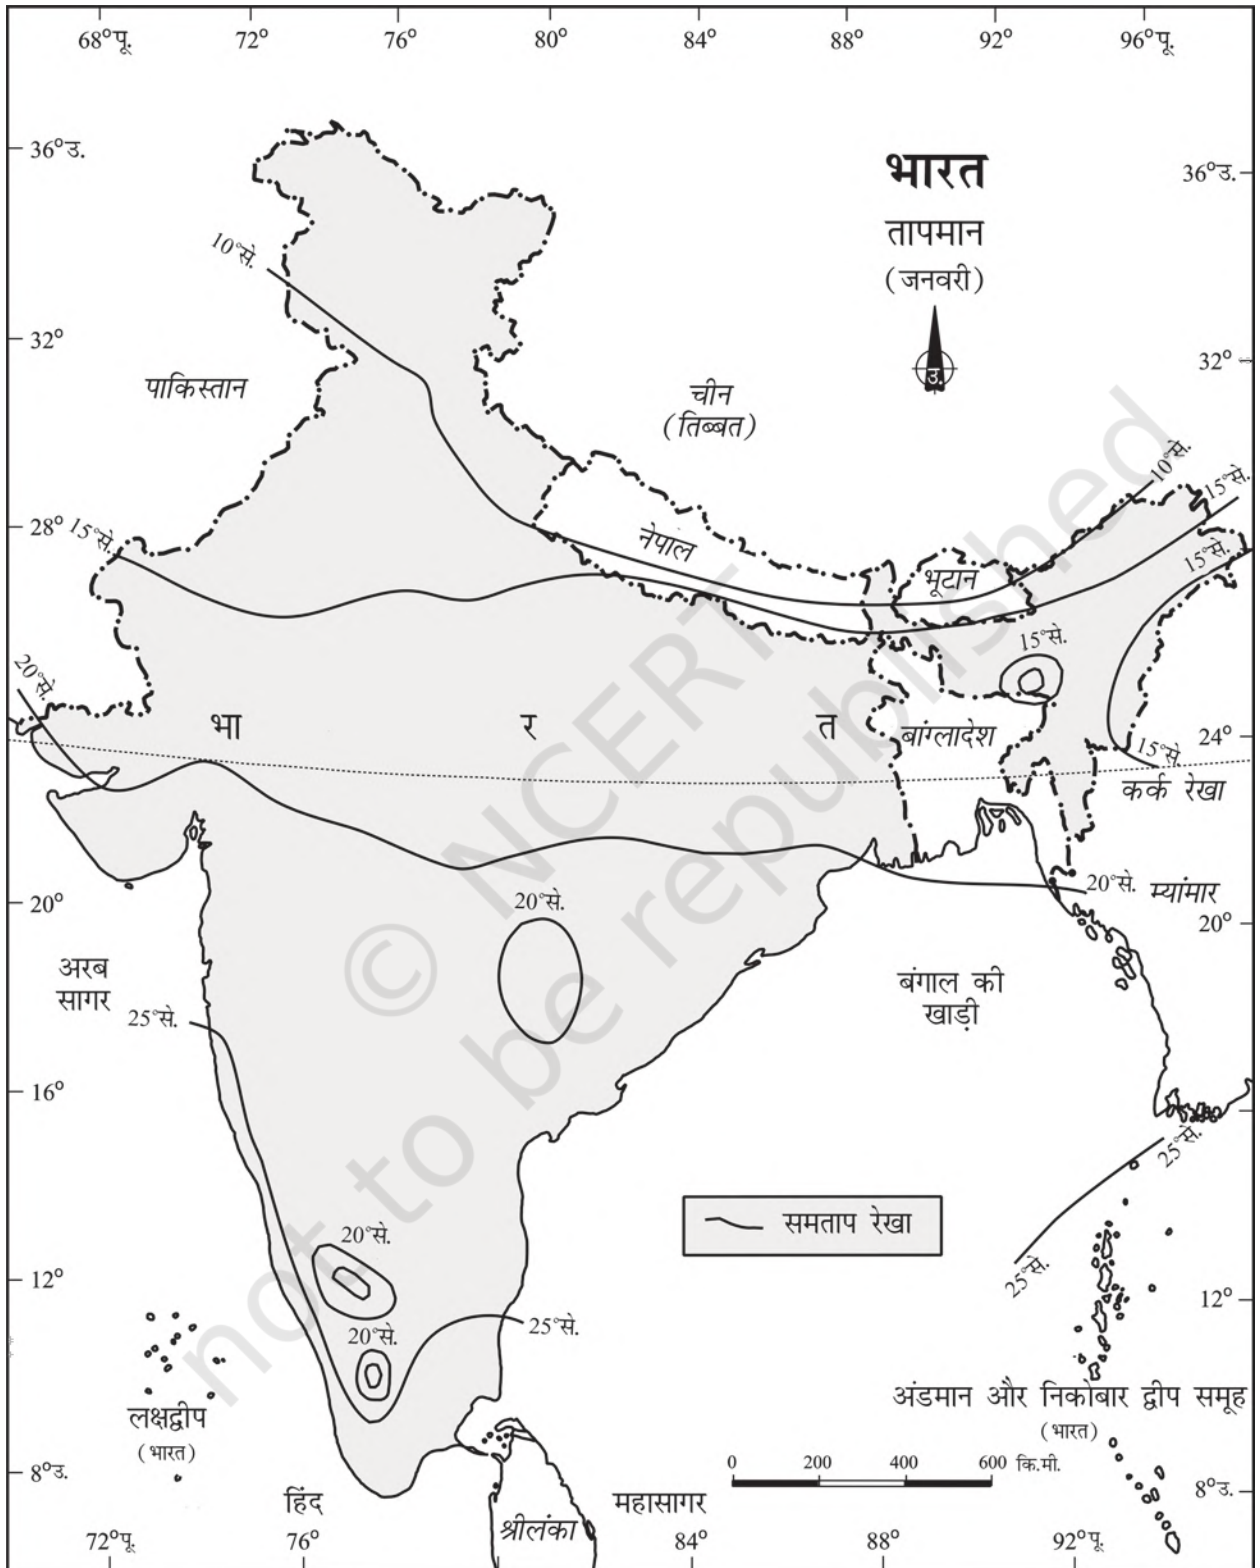 68°पू. 72° 76° 80° 84° 88° 92° 96°पू.
36°उ.
भारत
36°उ.
तापमान
(जनवरी)
10°से.
उ.
32°
32°
पाकिस्तान
चीन
(तिब्बत)
10°से.
15°से.
28°
15°से.
नेपाल
भूटान
15°से.
15°से.
20°से.
भा र त
बांग्लादेश
24°
15°से.
कर्क रेखा
20°से.
म्यांमार
20°
20°से.
20°
अरब
सागर
बंगाल की
खाड़ी
25°से.
16°
25°से.
समताप रेखा
20°से.
25°से.
12°
12°
20°से.
25°से.
अंडमान और निकोबार द्वीप समूह
(भारत)
लक्षद्वीप
(भारत)
0 200 400 600 कि.मी.
8°उ.
8°उ.
हिंद
महासागर
श्रीलंका
72°पू. 76° 84° 88° 92°पू.
© NCERT
not to be republished